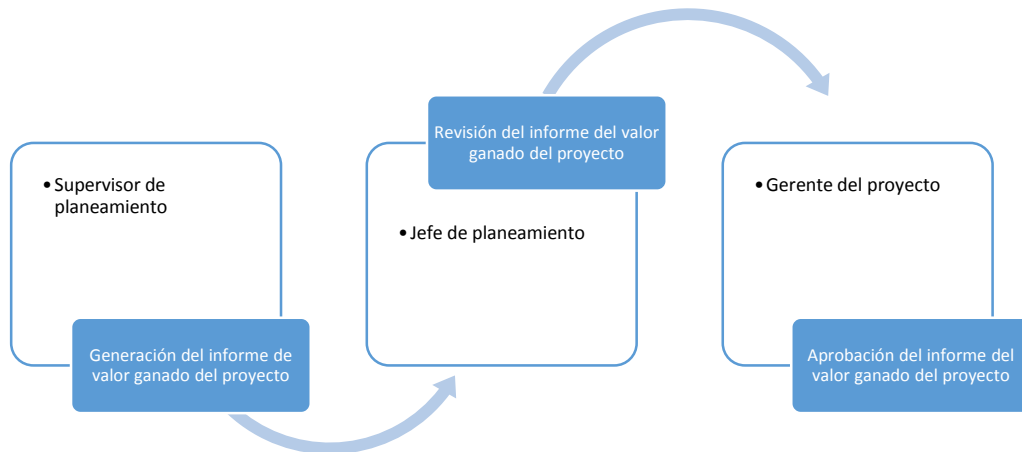 • Supervisor de
planeamiento
Generación del informe de
valor ganado del proyecto
Revisión del informe del valor
ganado del proyecto
• Jefe de planeamiento
• Gerente del proyecto
Aprobación del informe del
valor ganado del proyecto